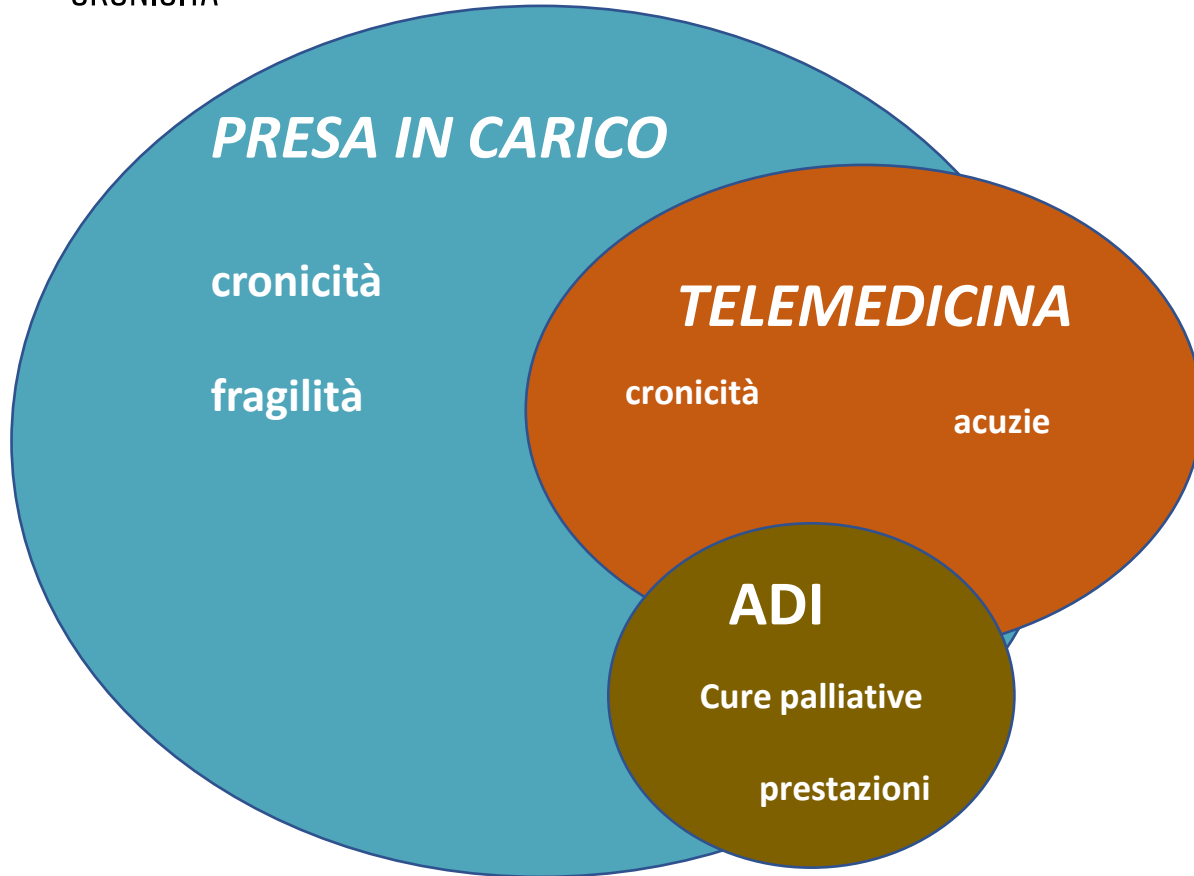 PRESA IN CARICO
cronicità
fragilità
TELEMEDICINA
cronicità
acuzie
ADI
Cure palliative
prestazioni